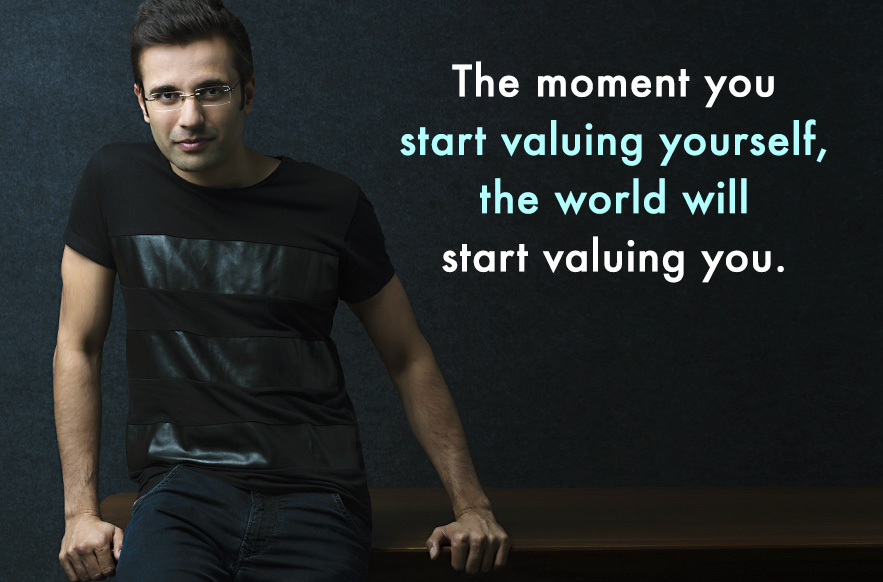 The moment you
start valuing yourself,
the world will
start valuing you.